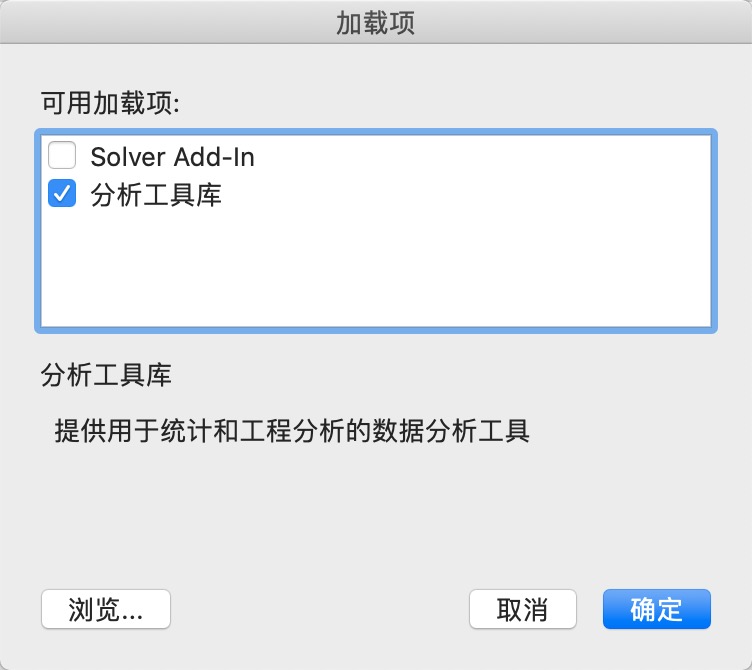 加载项
可用加载项:
Solver Add-In
分析工具库
分析工具库
提供用于统计和工程分析的数据分析工具
浏览...
取消
确定